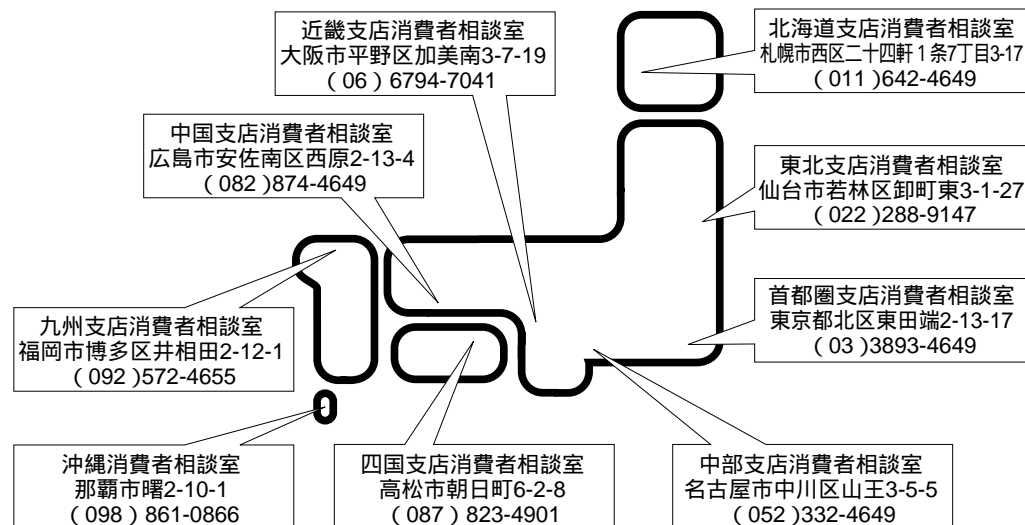 近畿支店消費者相談室
大阪市平野区加美南3-7-19
(06) 6794-7041
北海道支店消費者相談室
札幌市西区二十四軒1条7丁目3-17
(011)642-4649
中国支店消費者相談室
広島市安佐南区西原2-13-4
(082)874-4649
東北支店消費者相談室
仙台市若林区卸町東3-1-27
(022)288-9147
九州支店消費者相談室
福岡市博多区井相田2-12-1
(092)572-4655
首都圏支店消費者相談室
東京都北区東田端2-13-17
(03)3893-4649
沖縄消費者相談室
那覇市曙2-10-1
(098) 861-0866
四国支店消費者相談室
高松市朝日町6-2-8
(087) 823-4901
中部支店消費者相談室
名古屋市中川区山王3-5-5
(052)332-4649